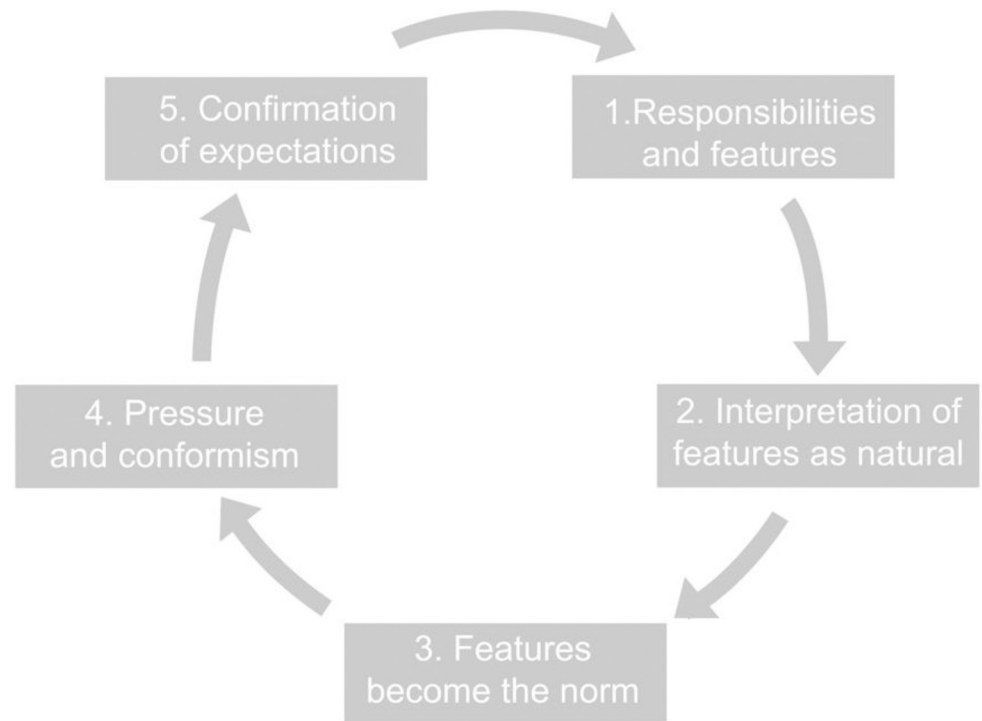 1.Responsibilities
and features
2. Interpretation of
features as natural
3. Features
become the norm
4. Pressure
and conformism
5. Confirmation
of expectations